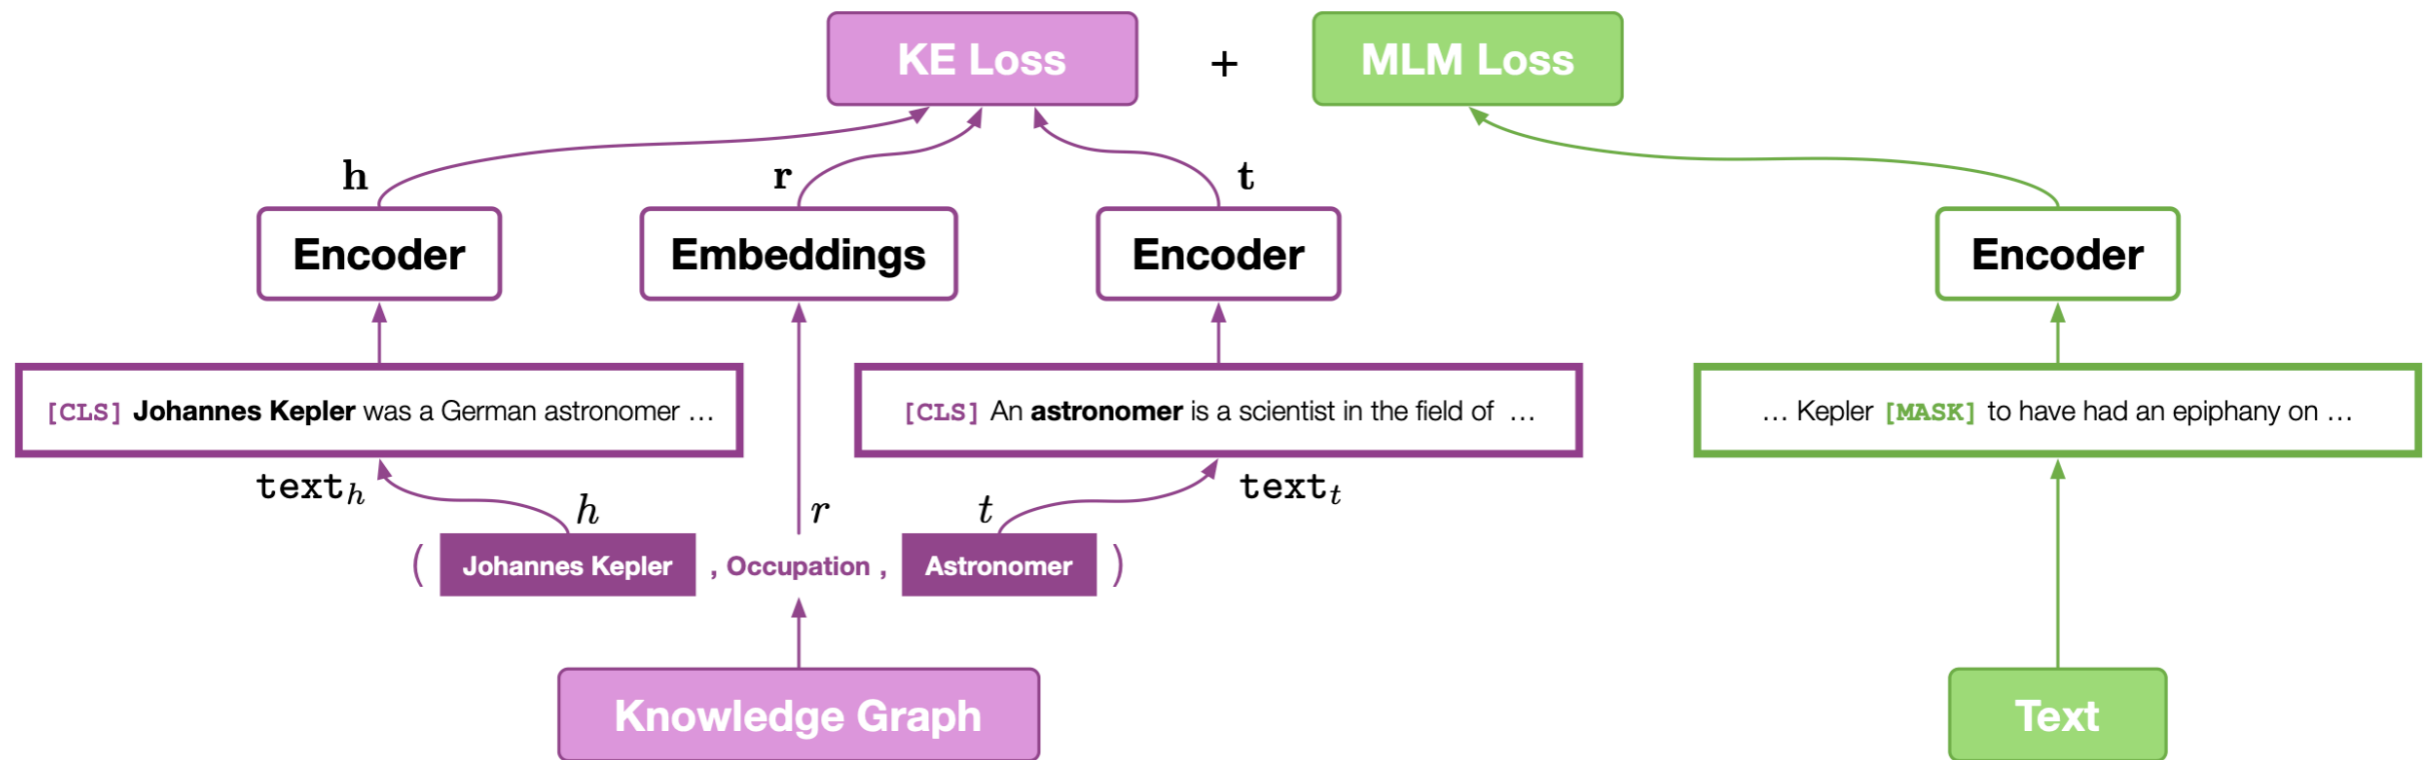 KE Loss + MLM Loss
h r t
Encoder Embeddings Encoder Encoder
[CLS] Johannes Kepler was a German astronomer ...
[CLS] An astronomer is a scientist in the field of ...
... Kepler [MASK] to have had an epiphany on ...
text_h h r t text_t
( Johannes Kepler , Occupation , Astronomer )
Knowledge Graph
Text